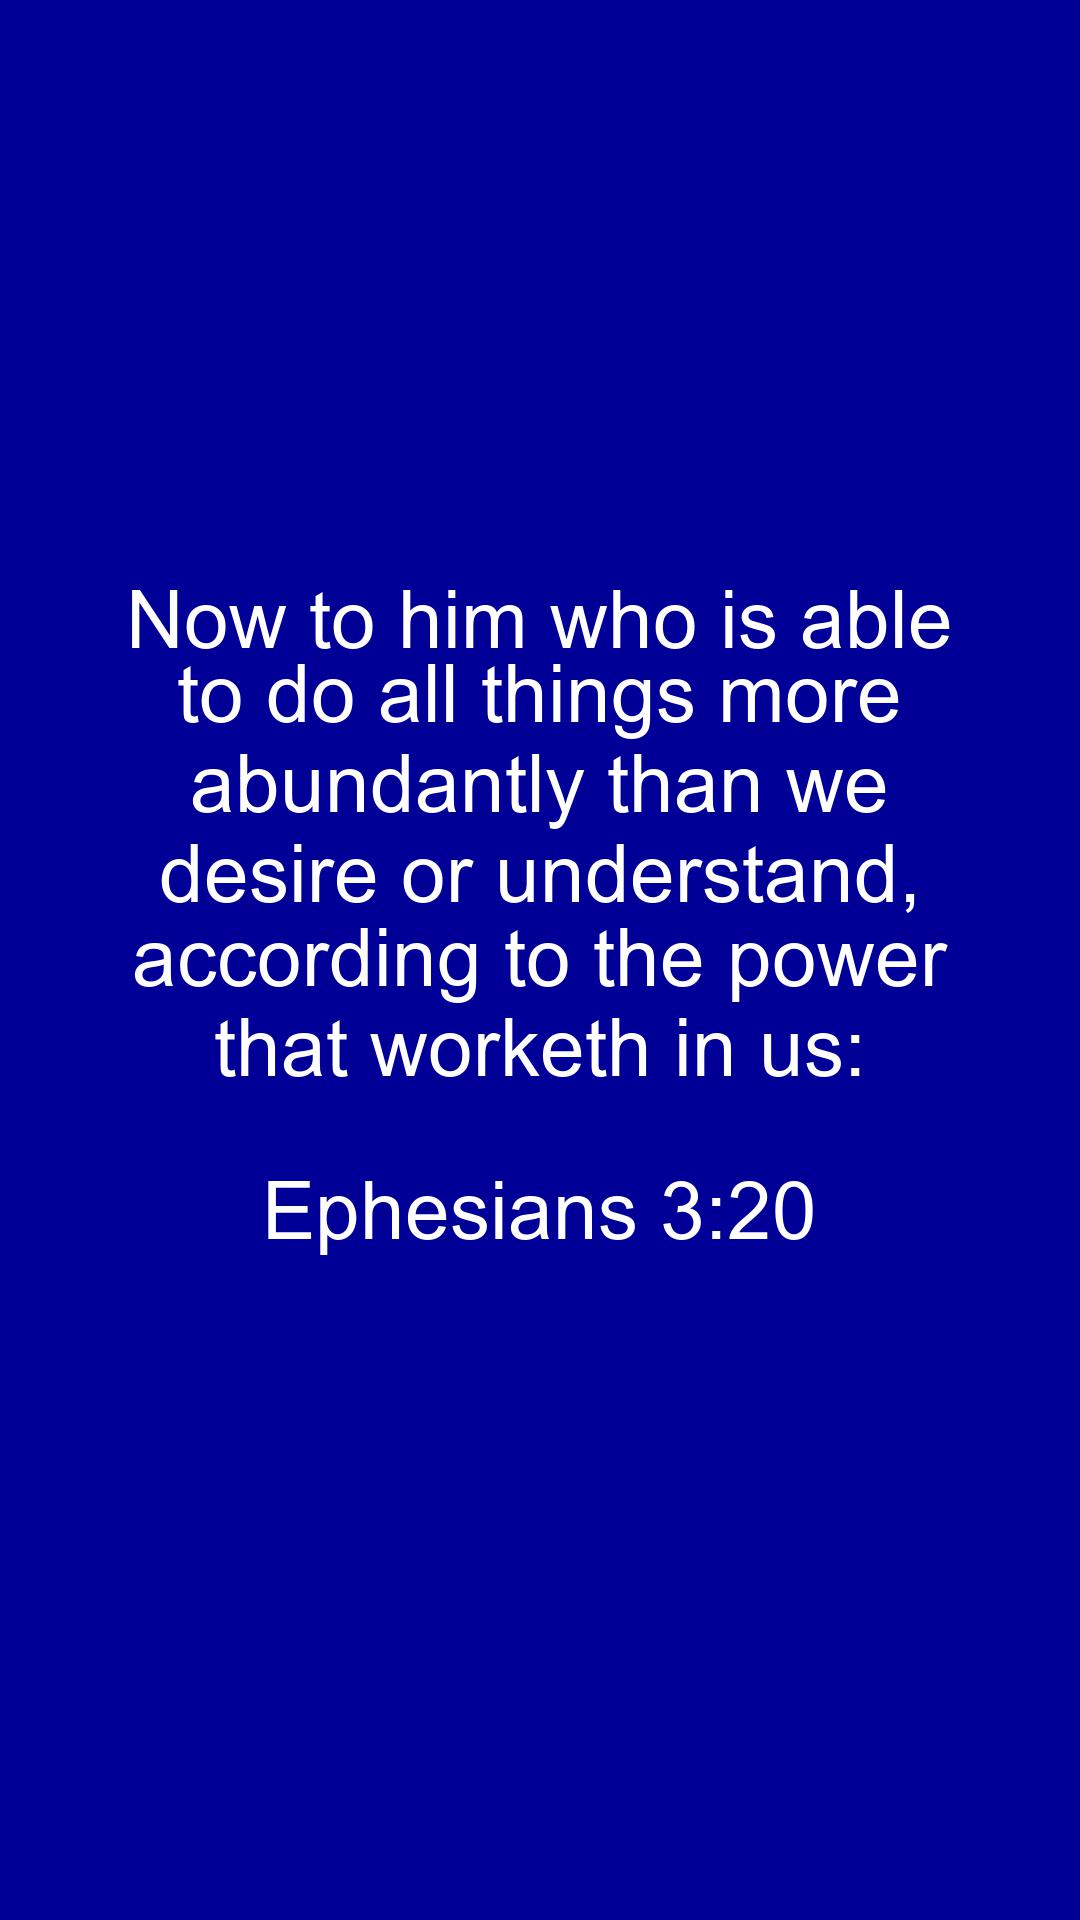 Now to him who is able
to do all things more
abundantly than we
desire or understand,
according to the power
that worketh in us:
Ephesians 3:20